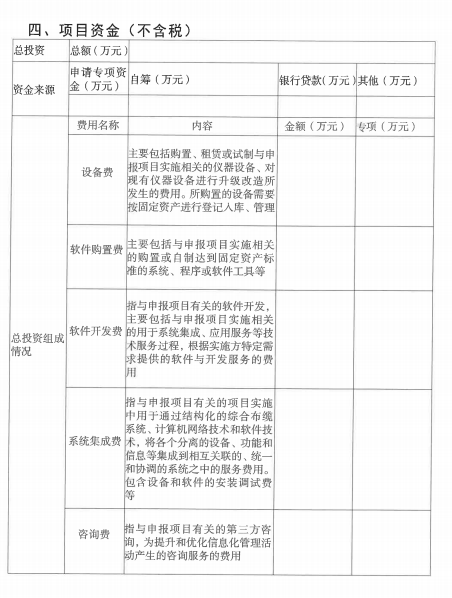 四、项目资金（不含税）
总投资 总额（万元）
资金来源 申请专项资金（万元） 自筹（万元） 银行贷款（万元） 其他（万元）
总投资组成情况
费用名称 内容 金额（万元） 专项（万元）
设备费
主要包括购置、租赁或试制与申
报项目实施相关的仪器设备、对
现有仪器设备进行升级改造所
发生的费用。所购置的设备需要
按固定资产进行登记入库、管理
软件购置费
主要包括与申报项目实施相关
的购置或自制达到固定资产标
准的系统、程序或软件工具等
软件开发费
指与申报项目有关的软件开发，
主要包括与申报项目实施相关
的用于系统集成、应用服务等技
术服务过程，根据实施方特定需
求提供的软件与开发服务的费
用
系统集成费
指与申报项目有关的项目实施
中用于通过结构化的综合布缆
系统、计算机网络技术和软件技
术，将各个分离的设备、功能和
信息等集成到相互关联的、统一
和协调的系统之中的服务费用。
包含设备和软件的安装调试费
等
咨询费
指与申报项目有关的第三方咨
询，为提升和优化信息化管理活
动产生的咨询服务的费用